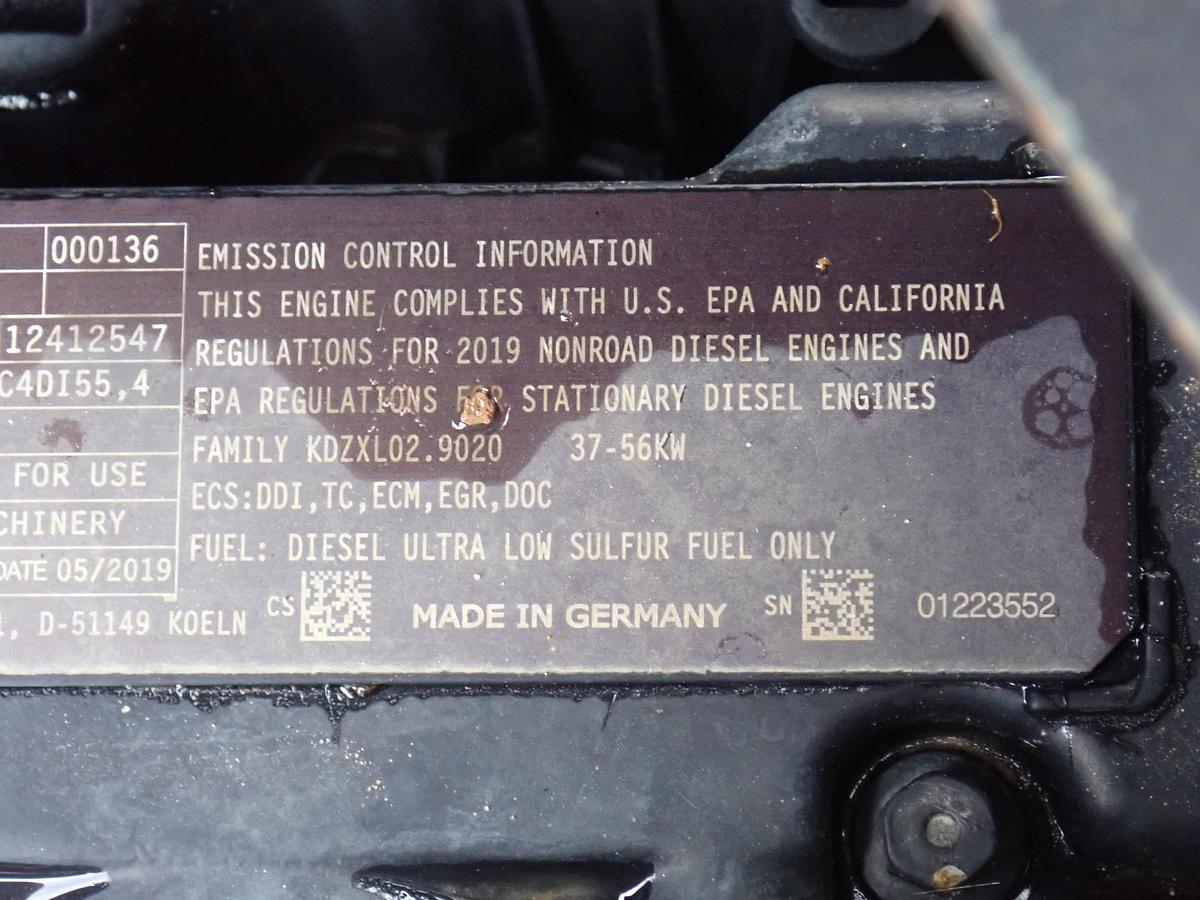 000136
12412547
C4DI55,4
FOR USE
CHINERY
DATE 05/2019
1, D-51149 KOELN
EMISSION CONTROL INFORMATION
THIS ENGINE COMPLIES WITH U.S. EPA AND CALIFORNIA
REGULATIONS FOR 2019 NONROAD DIESEL ENGINES AND
EPA REGULATIONS FOR STATIONARY DIESEL ENGINES
FAMILY KDZXL02.9020 37-56KW
ECS:DDI,TC,ECM,EGR,DOC
FUEL: DIESEL ULTRA LOW SULFUR FUEL ONLY
CS MADE IN GERMANY SN 01223552